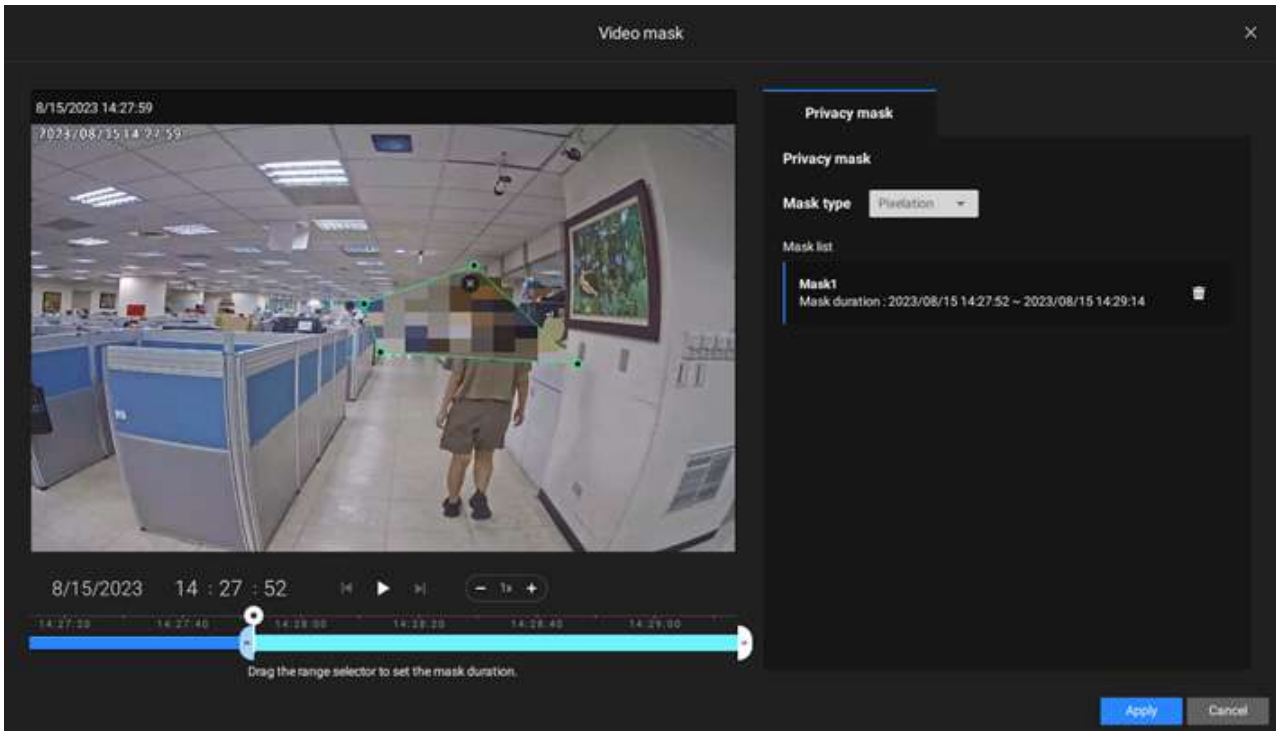 Video mask
8/15/2023 14:27:59
2023/08/15 14:27:59
Privacy mask
Privacy mask
Mask type Pixelation
Mask list
Mask1
Mask duration : 2023/08/15 14:27:52 ~ 2023/08/15 14:29:14
8/15/2023 14 : 27 : 52
1x
14:27:20 14:27:40 14:28:00 14:28:20 14:28:40 14:29:00
Drag the range selector to set the mask duration.
Apply Cancel